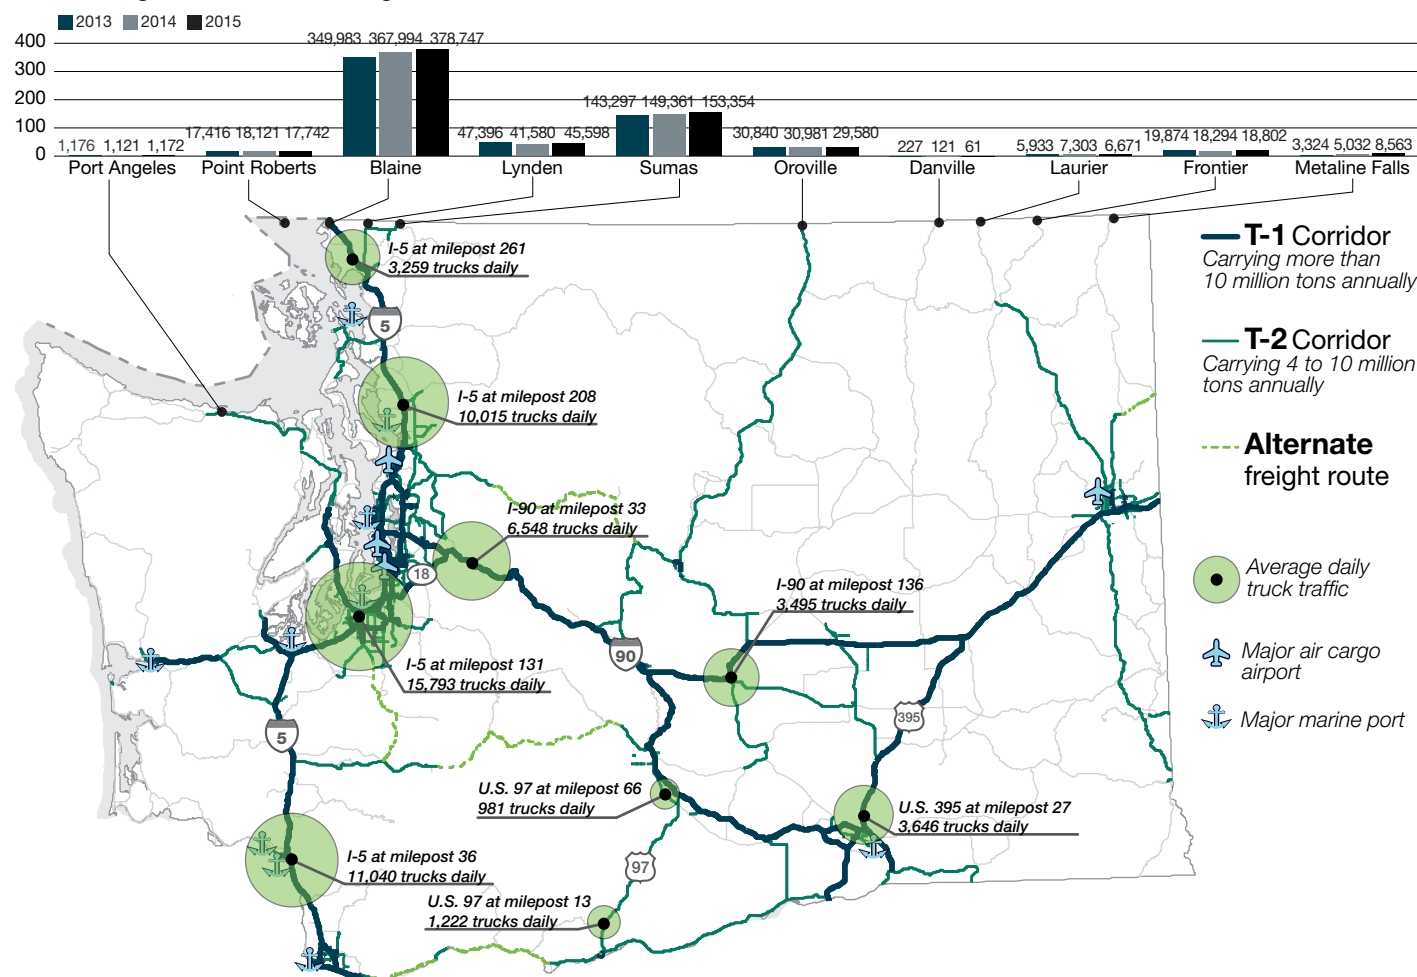 2013 2014 2015
400
300
200
100
0
349,983 367,994 378,747
143,297 149,361 153,354
1,176 1,121 1,172
17,416 18,121 17,742
47,396 41,580 45,598
30,840 30,981 29,580
227 121 61
5,933 7,303 6,671
19,874 18,294 18,802
3,324 5,032 8,563
Port Angeles Point Roberts Blaine Lynden Sumas Oroville Danville Laurier Frontier Metaline Falls
I-5 at milepost 261
3,259 trucks daily
5
I-5 at milepost 208
10,015 trucks daily
I-90 at milepost 33
6,548 trucks daily
18
I-90 at milepost 136
3,495 trucks daily
90
I-5 at milepost 131
15,793 trucks daily
395
5
U.S. 97 at milepost 66
981 trucks daily
U.S. 395 at milepost 27
3,646 trucks daily
I-5 at milepost 36
11,040 trucks daily
97
U.S. 97 at milepost 13
1,222 trucks daily
T-1 Corridor
Carrying more than
10 million tons annually
T-2 Corridor
Carrying 4 to 10 million
tons annually
Alternate
freight route
Average daily
truck traffic
Major air cargo
airport
Major marine port